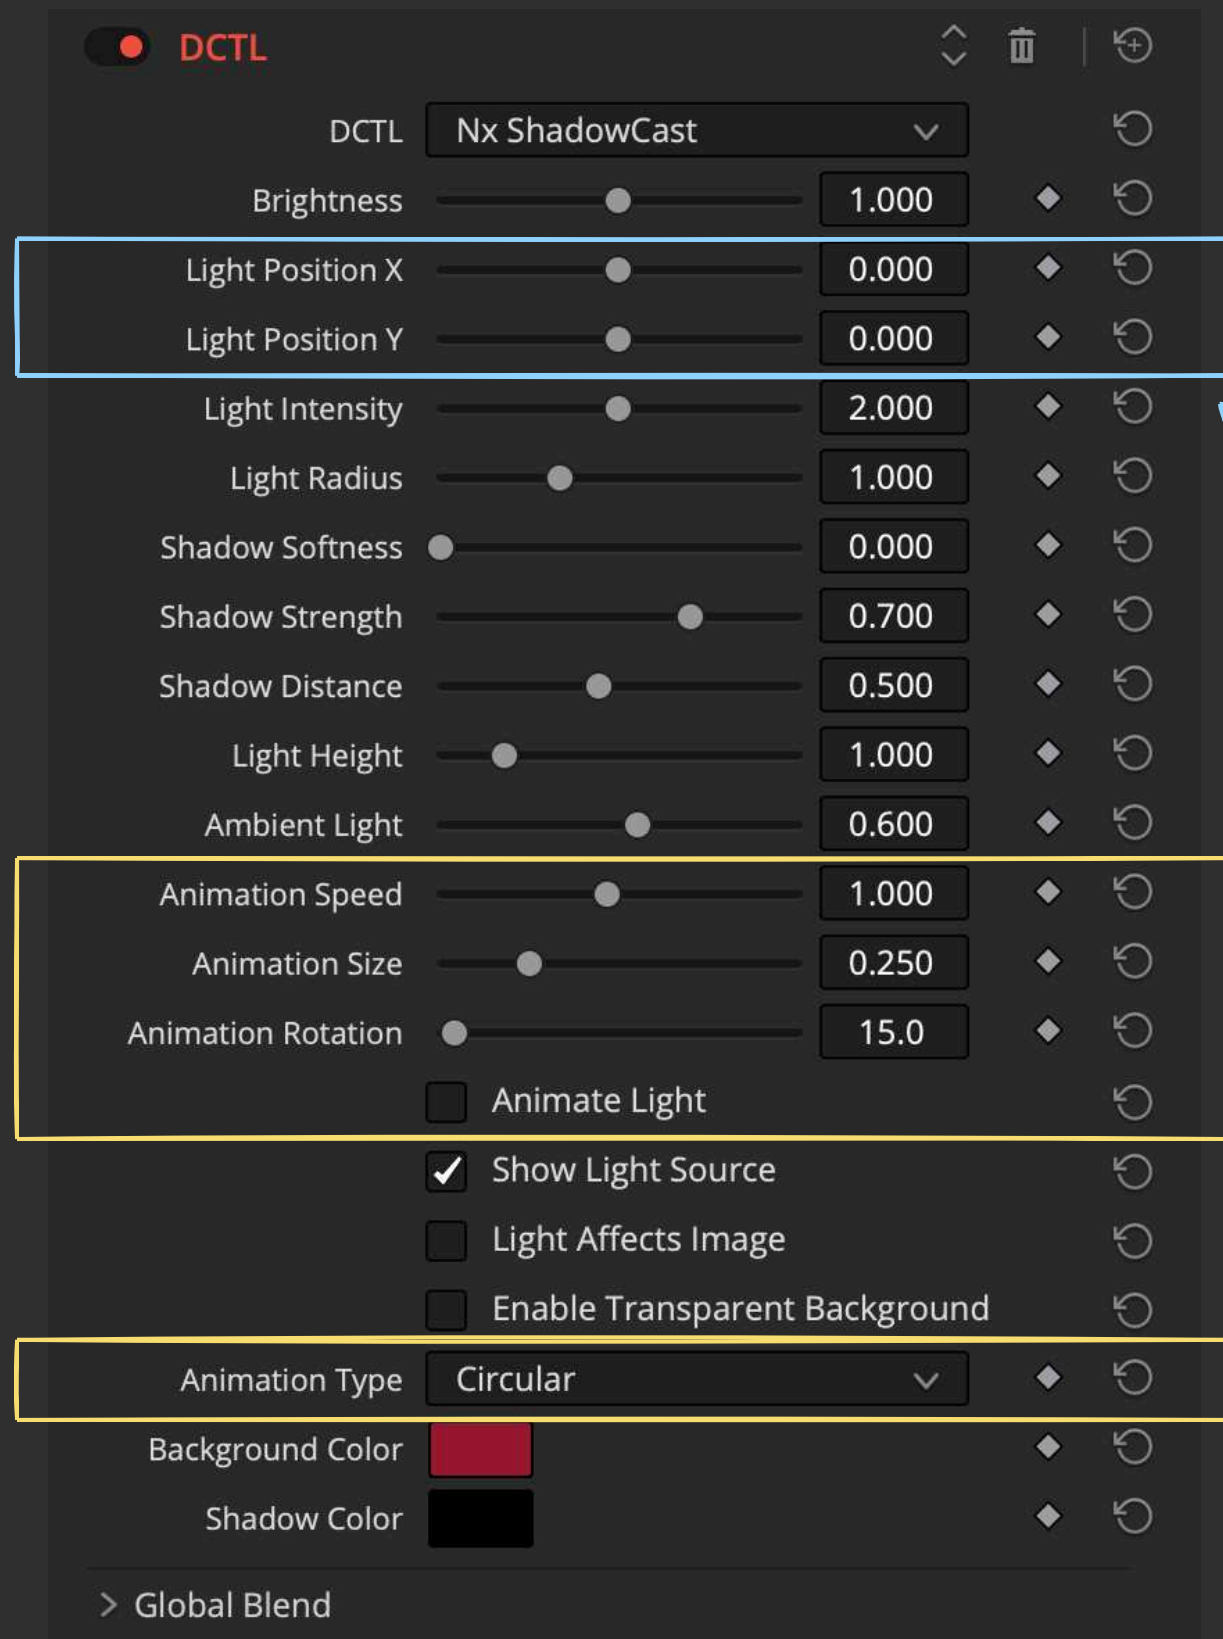 DCTL
DCTL Nx ShadowCast
Brightness 1.000
Light Position X 0.000
Light Position Y 0.000
Light Intensity 2.000
Light Radius 1.000
Shadow Softness 0.000
Shadow Strength 0.700
Shadow Distance 0.500
Light Height 1.000
Ambient Light 0.600
Animation Speed 1.000
Animation Size 0.250
Animation Rotation 15.0
Animate Light
Show Light Source
Light Affects Image
Enable Transparent Background
Animation Type Circular
Background Color
Shadow Color
Global Blend